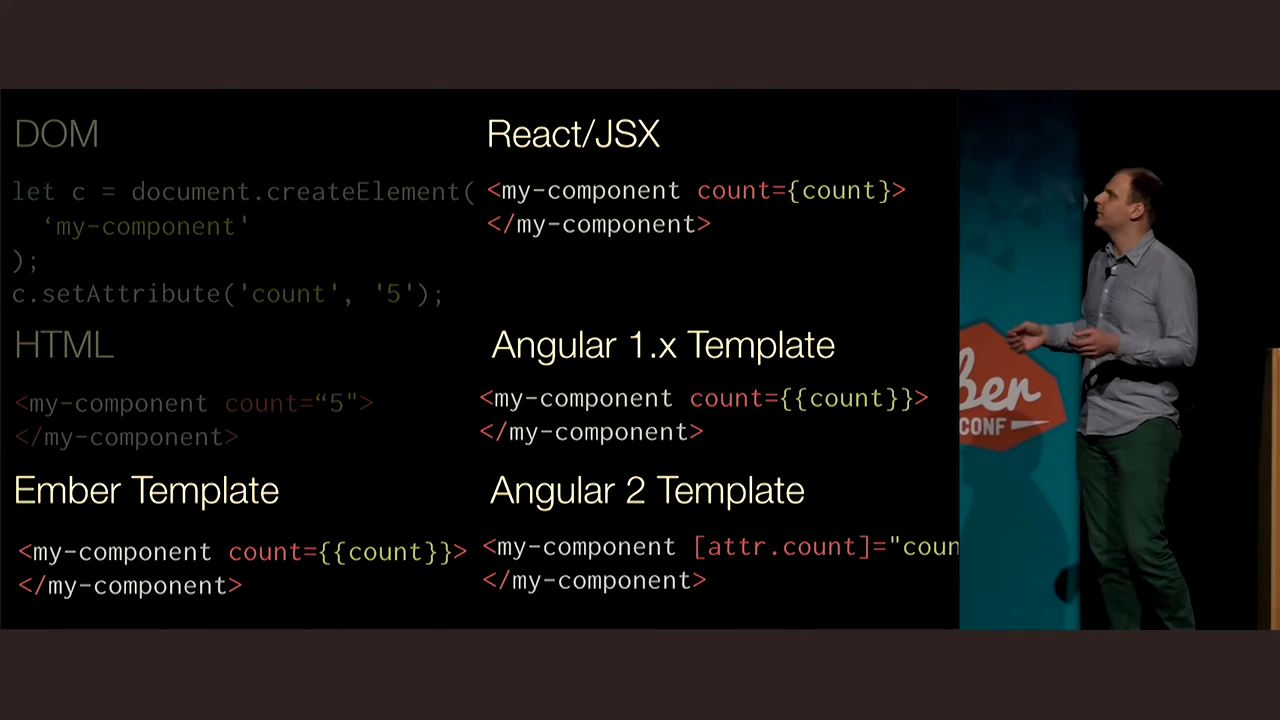 DOM
let c = document.createElement(
‘my-component'
);
c.setAttribute('count', '5');
HTML
<my-component count=“5">
</my-component>
Ember Template
<my-component count={{count}}>
</my-component>
React/JSX
<my-component count={count}>
</my-component>
Angular 1.x Template
<my-component count={{count}}>
</my-component>
Angular 2 Template
<my-component [attr.count]="coun
</my-component>
ber
CONF